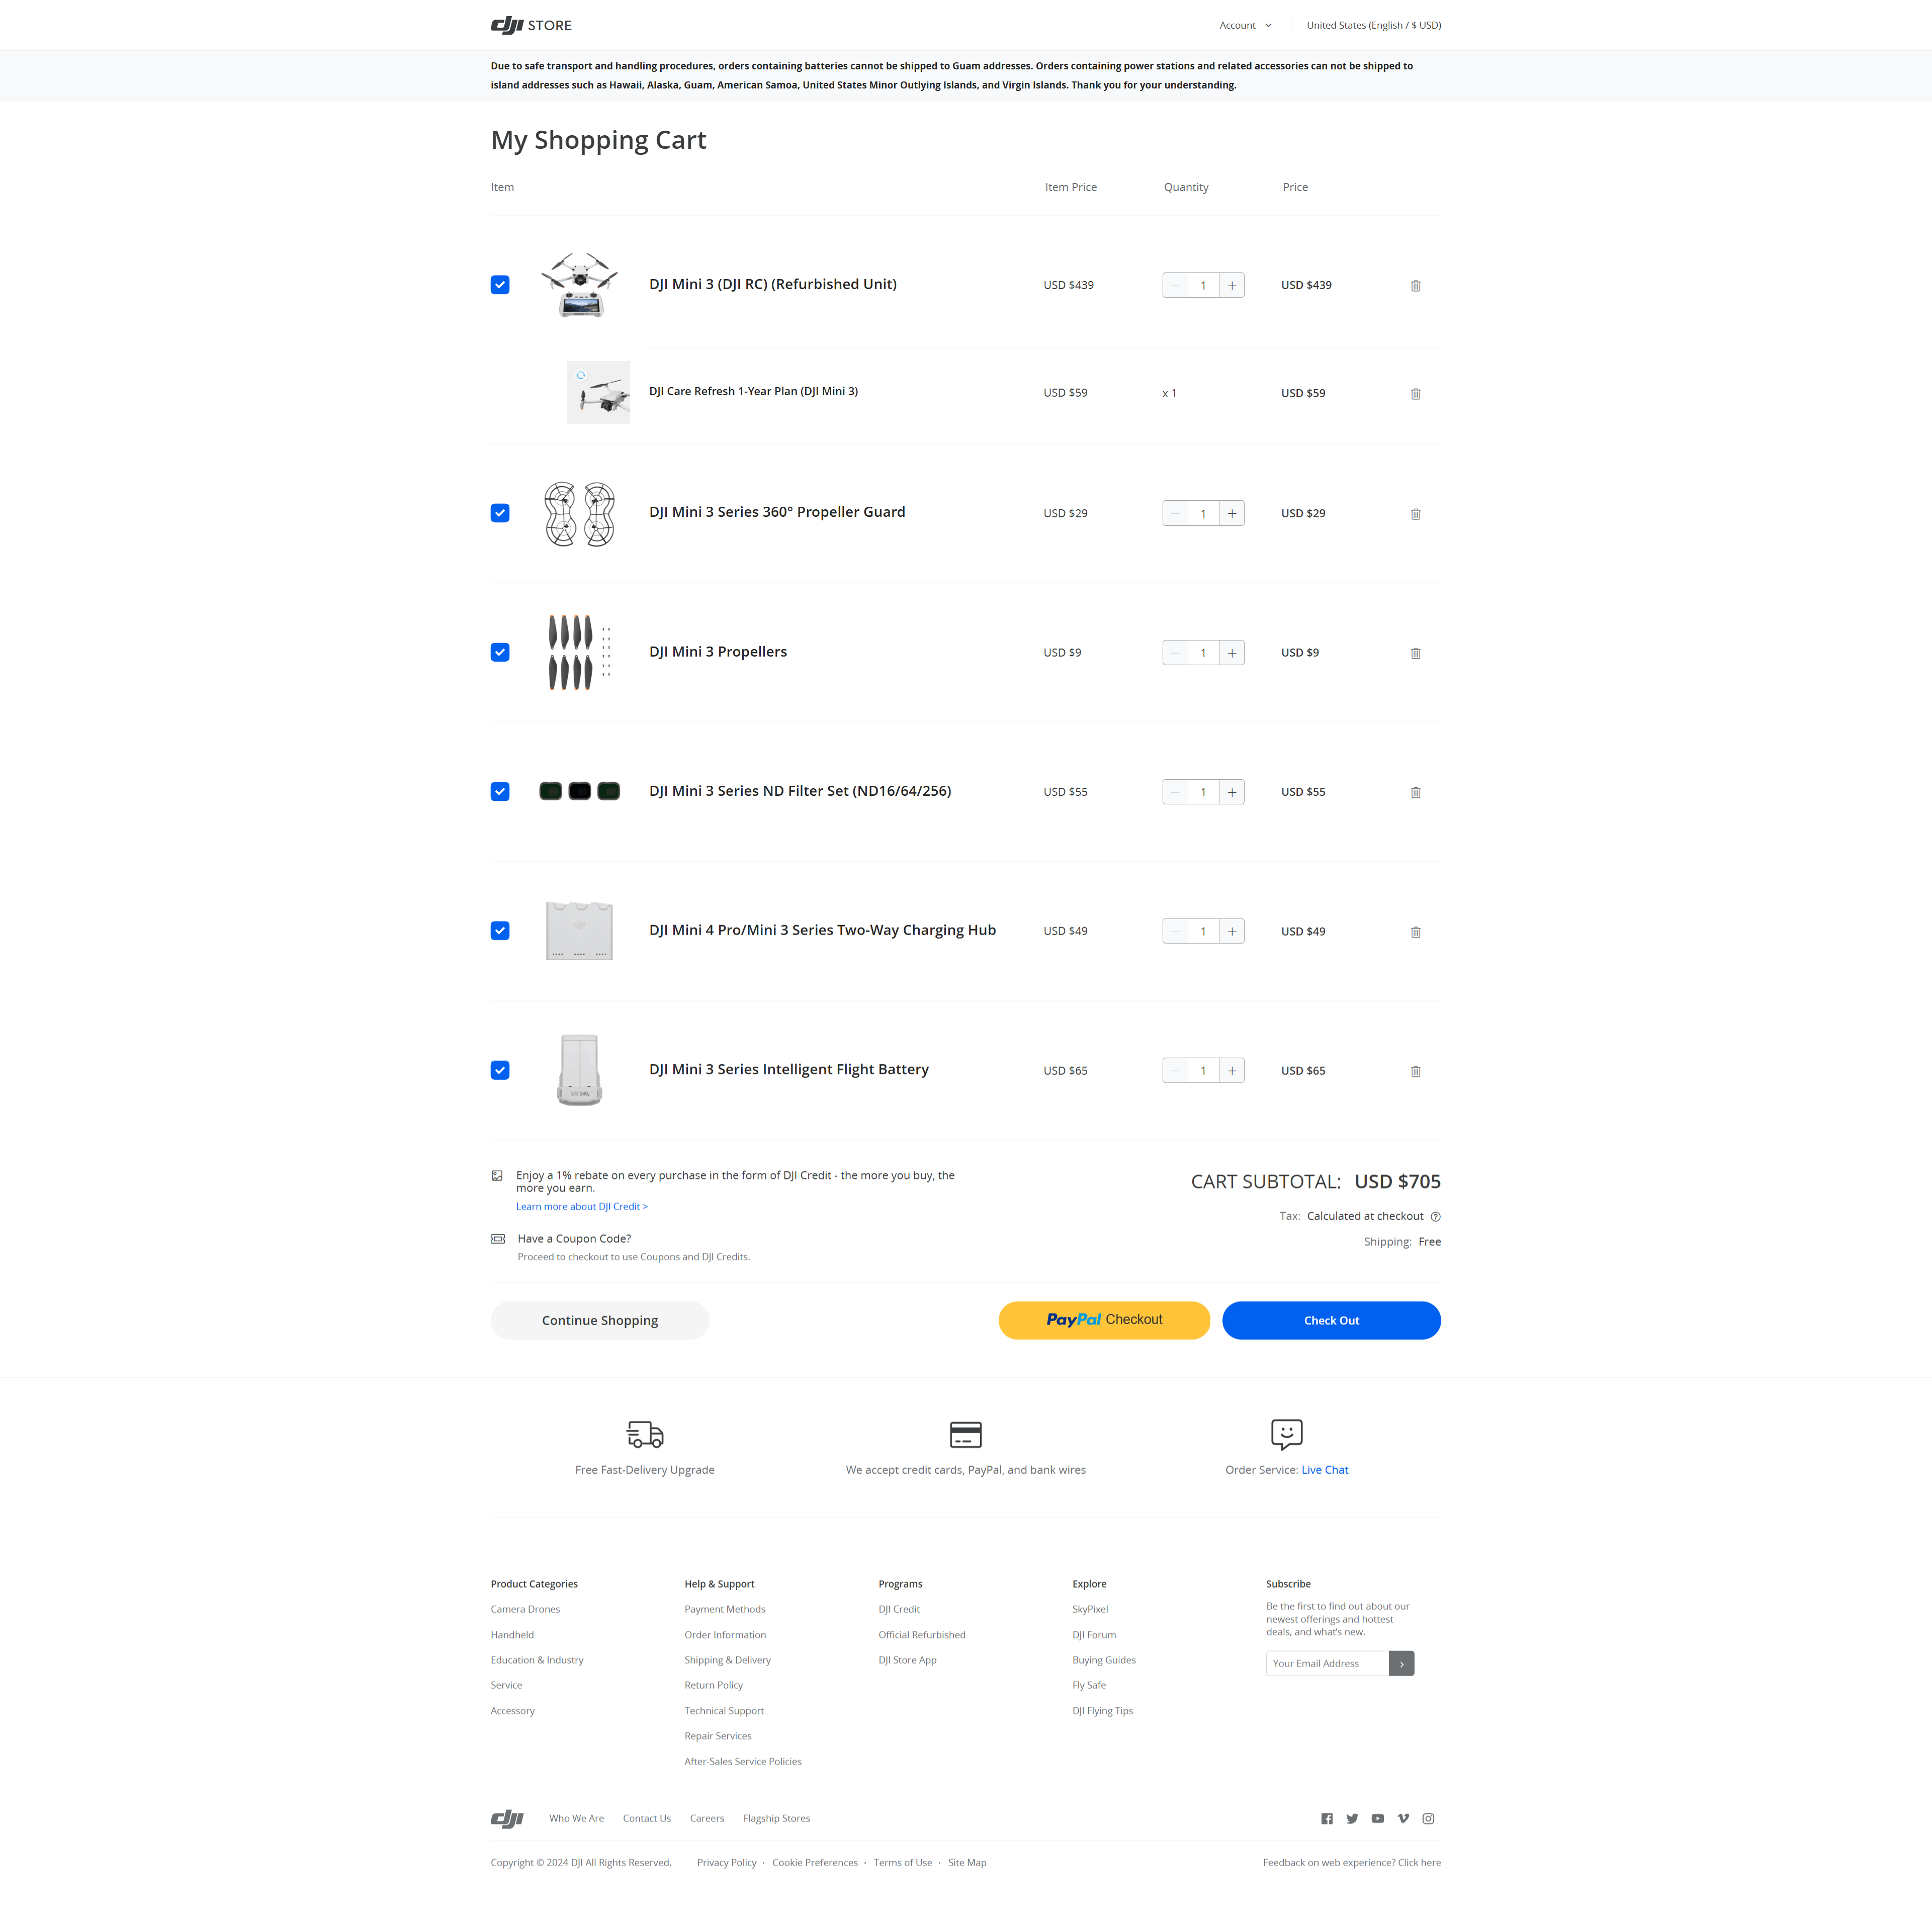 dji STORE
Account
United States (English / $ USD)
Due to safe transport and handling procedures, orders containing batteries cannot be shipped to Guam addresses. Orders containing power stations and related accessories can not be shipped to
island addresses such as Hawaii, Alaska, Guam, American Samoa, United States Minor Outlying Islands, and Virgin Islands. Thank you for your understanding.
My Shopping Cart
Item
Item Price
Quantity
Price
DJI Mini 3 (DJI RC) (Refurbished Unit)
USD $439
1
USD $439
DJI Care Refresh 1-Year Plan (DJI Mini 3)
USD $59
x 1
USD $59
DJI Mini 3 Series 360° Propeller Guard
USD $29
1
USD $29
DJI Mini 3 Propellers
USD $9
1
USD $9
DJI Mini 3 Series ND Filter Set (ND16/64/256)
USD $55
1
USD $55
DJI Mini 4 Pro/Mini 3 Series Two-Way Charging Hub
USD $49
1
USD $49
DJI Mini 3 Series Intelligent Flight Battery
USD $65
1
USD $65
Enjoy a 1% rebate on every purchase in the form of DJI Credit - the more you buy, the
more you earn.
Learn more about DJI Credit >
Have a Coupon Code?
Proceed to checkout to use Coupons and DJI Credits.
CART SUBTOTAL: USD $705
Tax: Calculated at checkout
Shipping: Free
Continue Shopping
PayPal Checkout
Check Out
Free Fast-Delivery Upgrade
We accept credit cards, PayPal, and bank wires
Order Service: Live Chat
Product Categories
Camera Drones
Handheld
Education & Industry
Service
Accessory
Help & Support
Payment Methods
Order Information
Shipping & Delivery
Return Policy
Technical Support
Repair Services
After-Sales Service Policies
Programs
DJI Credit
Official Refurbished
DJI Store App
Explore
SkyPixel
DJI Forum
Buying Guides
Fly Safe
DJI Flying Tips
Subscribe
Be the first to find out about our
newest offerings and hottest
deals, and what's new.
Your Email Address
dji
Who We Are
Contact Us
Careers
Flagship Stores
Copyright © 2024 DJI All Rights Reserved.
Privacy Policy · Cookie Preferences · Terms of Use · Site Map
Feedback on web experience? Click here